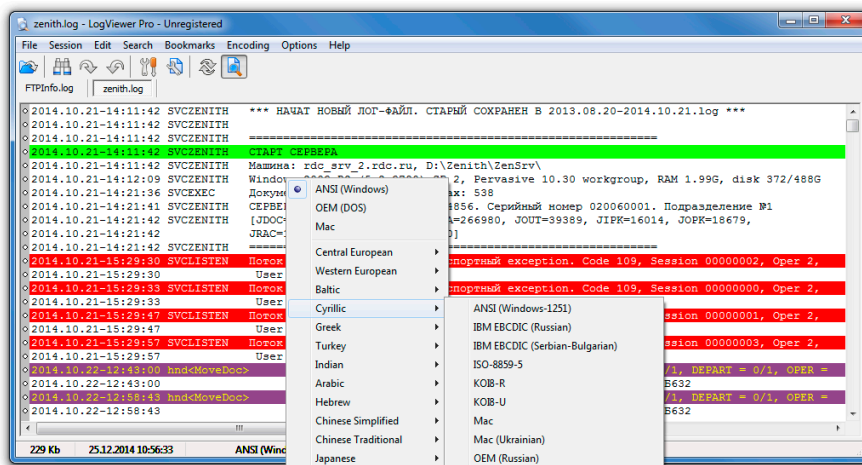 zenith.log - LogViewer Pro - Unregistered
File Session Edit Search Bookmarks Encoding Options Help
FTPInfo.log zenith.log
2014.10.21-14:11:42 SVCZENITH *** НАЧАТ НОВЫЙ ЛОГ-ФАЙЛ. СТАРЫЙ СОХРАНЕН В 2013.08.20-2014.10.21.log ***
2014.10.21-14:11:42 SVCZENITH
2014.10.21-14:11:42 SVCZENITH ============================================================
2014.10.21-14:11:42 SVCZENITH СТАРТ СЕРВЕРА
2014.10.21-14:11:42 SVCZENITH Машина: rdc_srv_2.rdc.ru, D:\Zenith\ZenSrv\
2014.10.21-14:12:09 SVCZENITH 2, Pervasive 10.30 workgroup, RAM 1.99G, disk 372/488G
2014.10.21-14:21:36 SVCEXEC 538
2014.10.21-14:21:41 SVCZENITH 4856. Серийный номер 020060001. Подразделение №1
2014.10.21-14:21:42 SVCZENITH [JDOC= A=266980, JOUT=39389, JIPK=16014, JOPK=18679,
2014.10.21-14:21:42 JRAC= 0]
2014.10.21-14:21:42 SVCZENITH ============================================================
2014.10.21-15:29:30 SVCLISTEN Поток спортный exception. Code 109, Session 00000002, Oper 2,
2014.10.21-15:29:30 User
2014.10.21-15:29:33 SVCLISTEN Поток спортный exception. Code 109, Session 00000000, Oper 2,
2014.10.21-15:29:33 User
2014.10.21-15:29:47 SVCLISTEN Поток ssion 00000001, Oper 2,
2014.10.21-15:29:47 User
2014.10.21-15:29:57 SVCLISTEN Поток ssion 00000003, Oper 2,
2014.10.21-15:29:57 User
2014.10.22-12:43:00 hnd<MoveDoc> /1, DEPART = 0/1, OPER =
2014.10.22-12:43:00 Б632
2014.10.22-12:58:43 hnd<MoveDoc> /1, DEPART = 0/1, OPER =
2014.10.22-12:58:43 Б632
229 Kb 25.12.2014 10:56:33 ANSI (Wind
ANSI (Windows)
OEM (DOS)
Mac
Central European
Western European
Baltic
Cyrillic
Greek
Turkey
Indian
Arabic
Hebrew
Chinese Simplified
Chinese Traditional
Japanese
ANSI (Windows-1251)
IBM EBCDIC (Russian)
IBM EBCDIC (Serbian-Bulgarian)
ISO-8859-5
KOI8-R
KOI8-U
Mac
Mac (Ukrainian)
OEM (Russian)